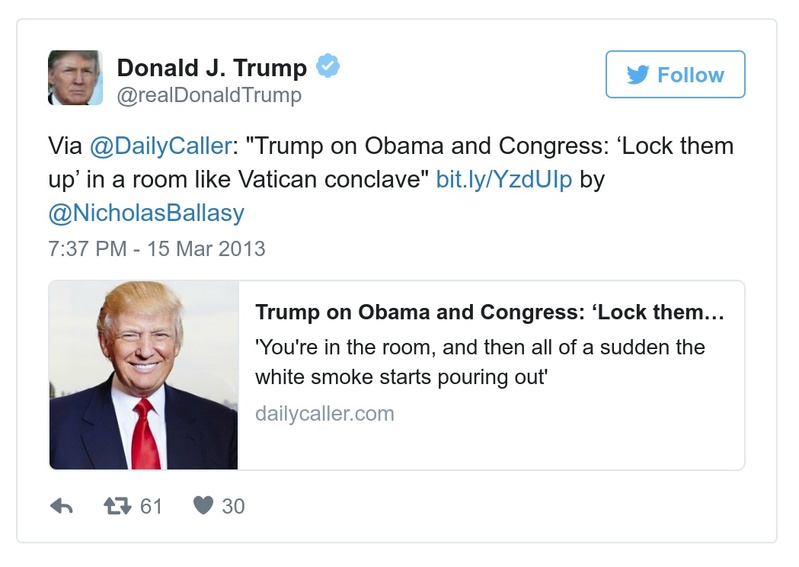 Donald J. Trump
@realDonaldTrump
Follow
Via @DailyCaller: "Trump on Obama and Congress: ‘Lock them
up’ in a room like Vatican conclave" bit.ly/YzdUIp by
@NicholasBallasy
7:37 PM - 15 Mar 2013
Trump on Obama and Congress: ‘Lock them…
'You're in the room, and then all of a sudden the
white smoke starts pouring out'
dailycaller.com
61 30